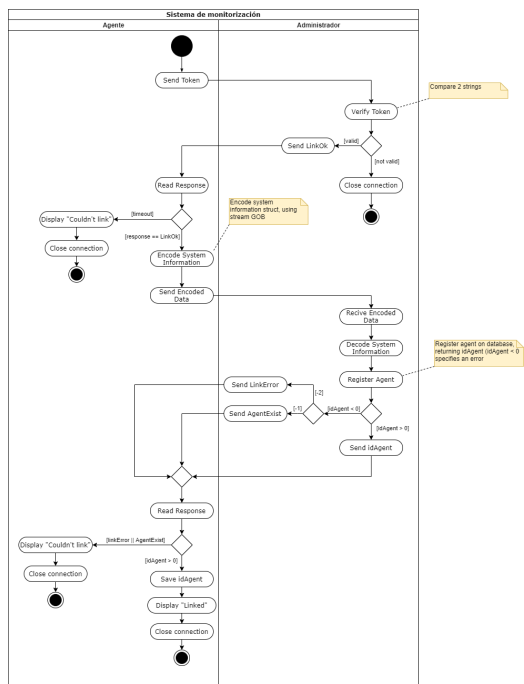 Sistema de monitorización
Agente
Administrador
Send Token
Compare 2 strings
Verify Token
[valid]
Send LinkOk
[not valid]
Read Response
Close connection
Encode system
information struct, using
stream GOB
[timeout]
Display "Couldn't link"
[response == LinkOk]
Close connection
Encode System
Information
Send Encoded
Data
Recive Encoded
Data
Decode System
Information
Register agent on database,
returning idAgent (idAgent < 0
specifies an error
Register Agent
Send LinkError
[-2]
[-1]
[idAgent < 0]
Send AgentExist
[idAgent > 0]
Send idAgent
Read Response
[linkError || AgentExist]
Display "Couldn't link"
[idAgent > 0]
Close connection
Save idAgent
Display "Linked"
Close connection